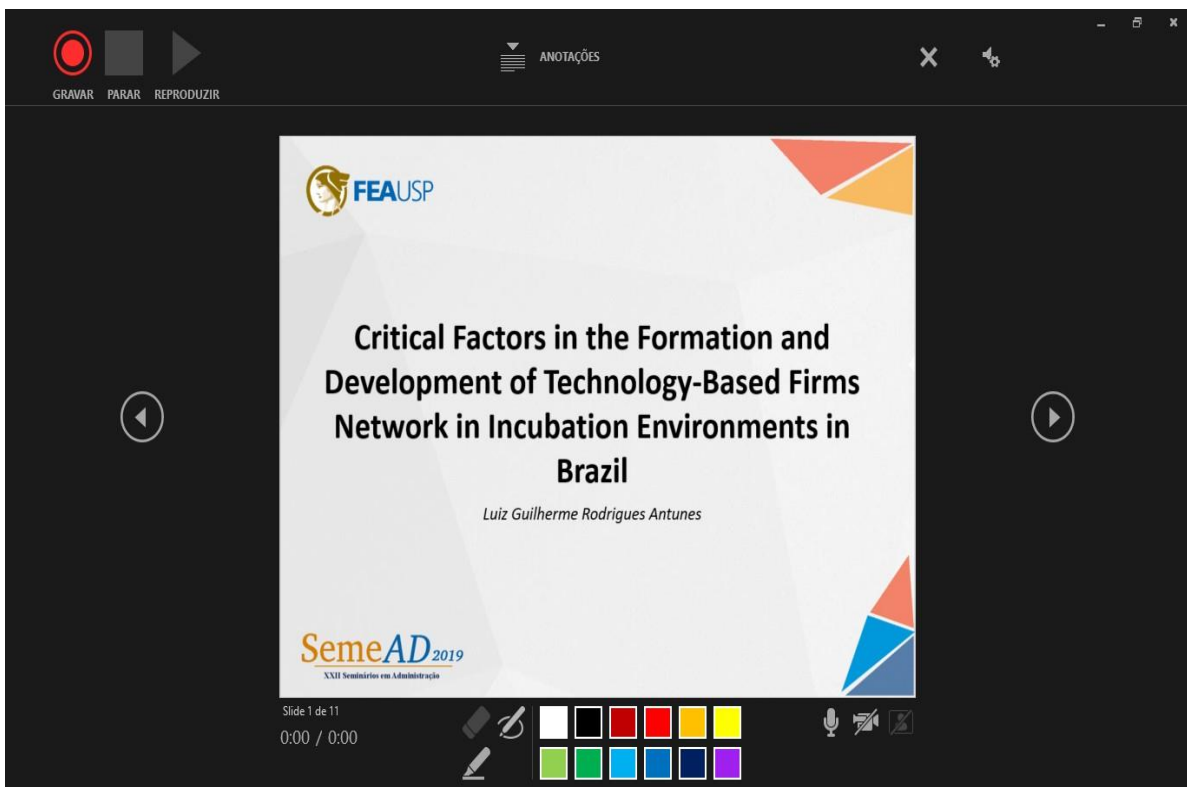 GRAVAR PARAR REPRODUZIR
ANOTAÇÕES
FEAUSP
Critical Factors in the Formation and
Development of Technology-Based Firms
Network in Incubation Environments in
Brazil
Luiz Guilherme Rodrigues Antunes
SemeAD 2019
XXII Seminários em Administração
Slide 1 de 11
0:00 / 0:00